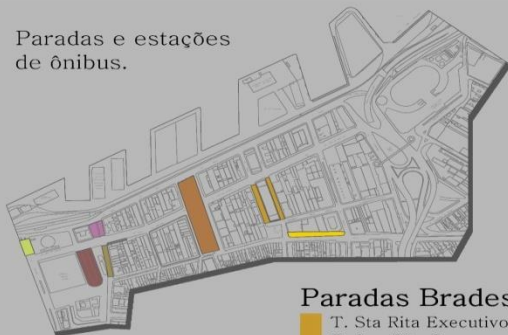 Paradas e estações
de ônibus.
Paradas Brades
T. Sta Rita Executivo